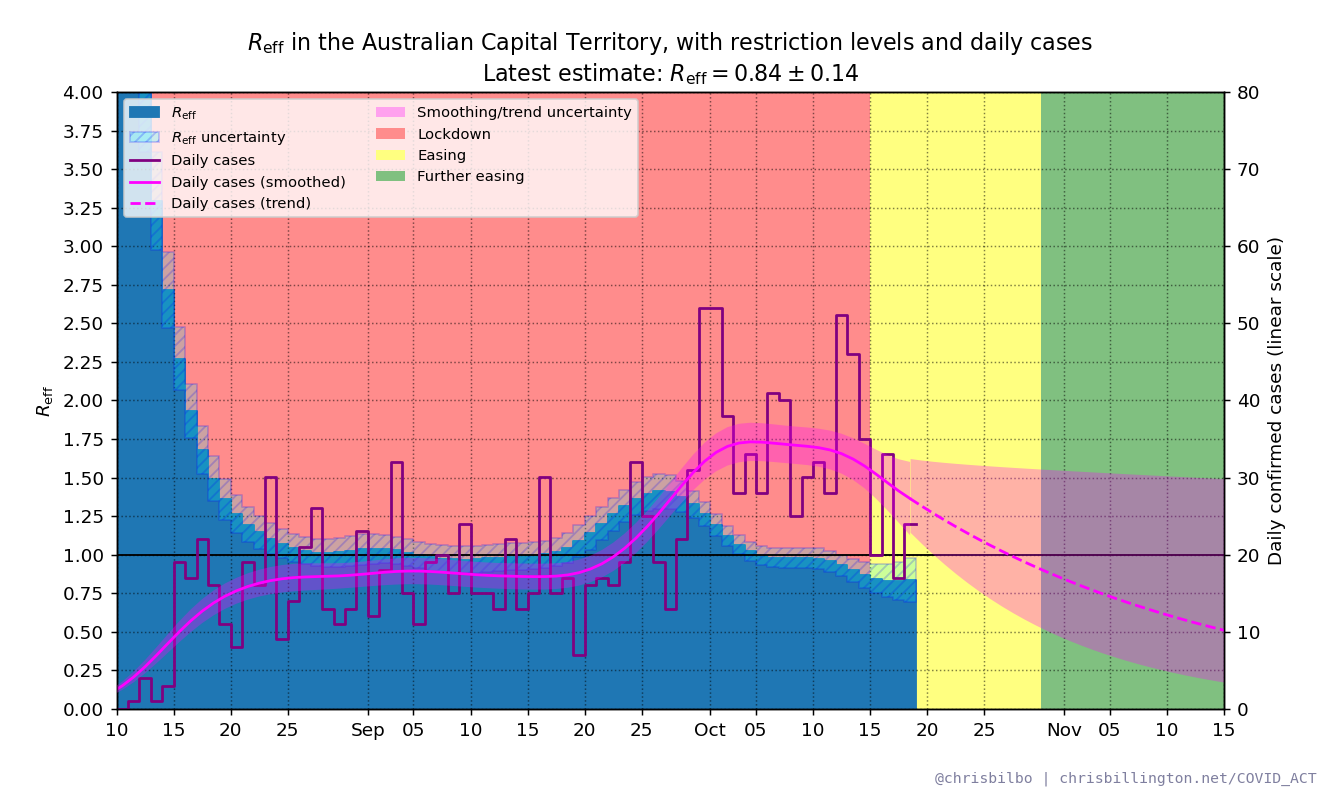 Reff in the Australian Capital Territory, with restriction levels and daily cases
Latest estimate: Reff = 0.84 ± 0.14
Reff
Reff uncertainty
Daily cases
Daily cases (smoothed)
Daily cases (trend)
Smoothing/trend uncertainty
Lockdown
Easing
Further easing
4.00
3.75
3.50
3.25
3.00
2.75
2.50
2.25
2.00
1.75
1.50
1.25
1.00
0.75
0.50
0.25
0.00
Reff
80
70
60
50
40
30
20
10
0
Daily confirmed cases (linear scale)
10 15 20 25 Sep 05 10 15 20 25 Oct 05 10 15 20 25 Nov 05 10 15
@chrisbilbo | chrisbillington.net/COVID_ACT